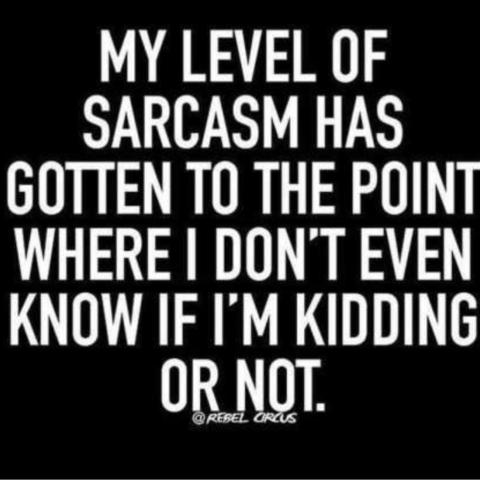 MY LEVEL OF
SARCASM HAS
GOTTEN TO THE POINT
WHERE I DON'T EVEN
KNOW IF I'M KIDDING
OR NOT.
@REBEL CIRCUS